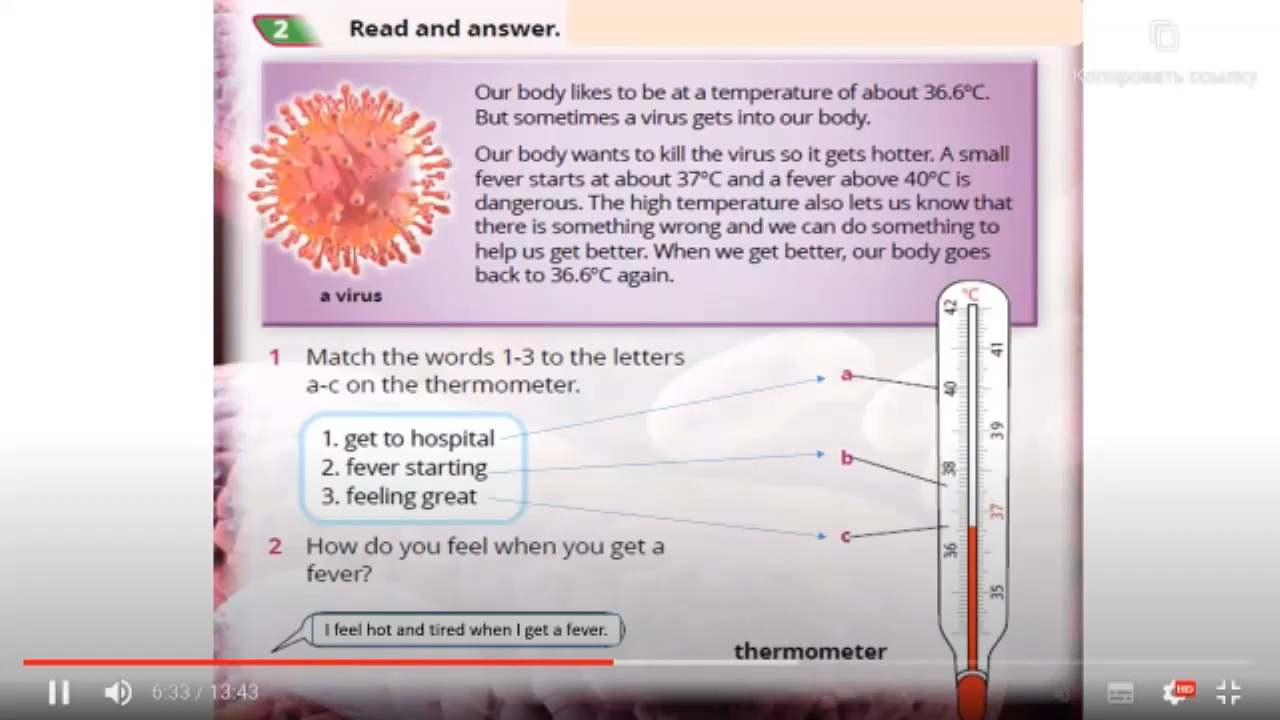 2 Read and answer.
Копировать ссылку
Our body likes to be at a temperature of about 36.6°C.
But sometimes a virus gets into our body.
Our body wants to kill the virus so it gets hotter. A small
fever starts at about 37°C and a fever above 40°C is
dangerous. The high temperature also lets us know that
there is something wrong and we can do something to
help us get better. When we get better, our body goes
back to 36.6°C again.
a virus
1 Match the words 1-3 to the letters
a-c on the thermometer.
1. get to hospital
2. fever starting
3. feeling great
a
b
c
°C
42
41
40
39
38
37
36
35
2 How do you feel when you get a
fever?
I feel hot and tired when I get a fever.
thermometer
6:33 / 13:43
HD